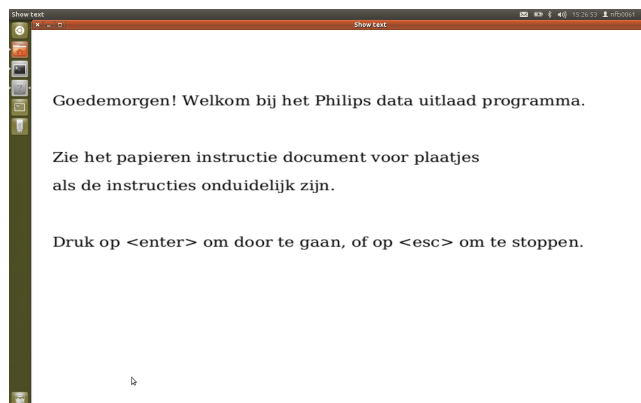 Show text
15:26:53 nfb0061
Show text
Goedemorgen! Welkom bij het Philips data uitlaad programma.
Zie het papieren instructie document voor plaatjes
als de instructies onduidelijk zijn.
Druk op <enter> om door te gaan, of op <esc> om te stoppen.